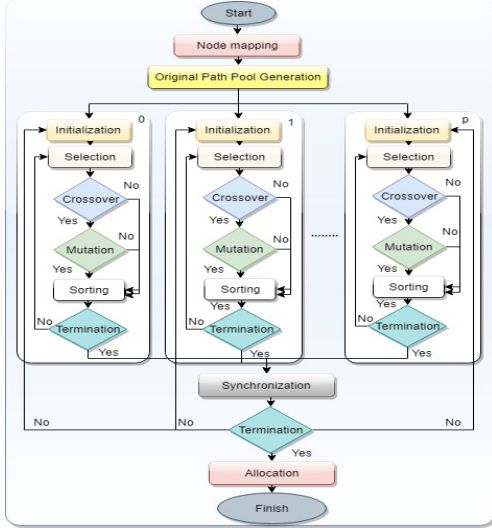 Start
Node mapping
Original Path Pool Generation
0
1
p
Initialization
Initialization
Initialization
Selection
Selection
Selection
No
No
No
Crossover
Crossover
Crossover
Yes
Yes
Yes
No
No
No
Mutation
Mutation
Mutation
Yes
Yes
Yes
........
Sorting
Sorting
Sorting
Yes
Yes
No
No
No
Termination
Termination
Termination
Yes
Yes
Yes
Synchronization
No
No
No
Termination
Yes
Allocation
Finish